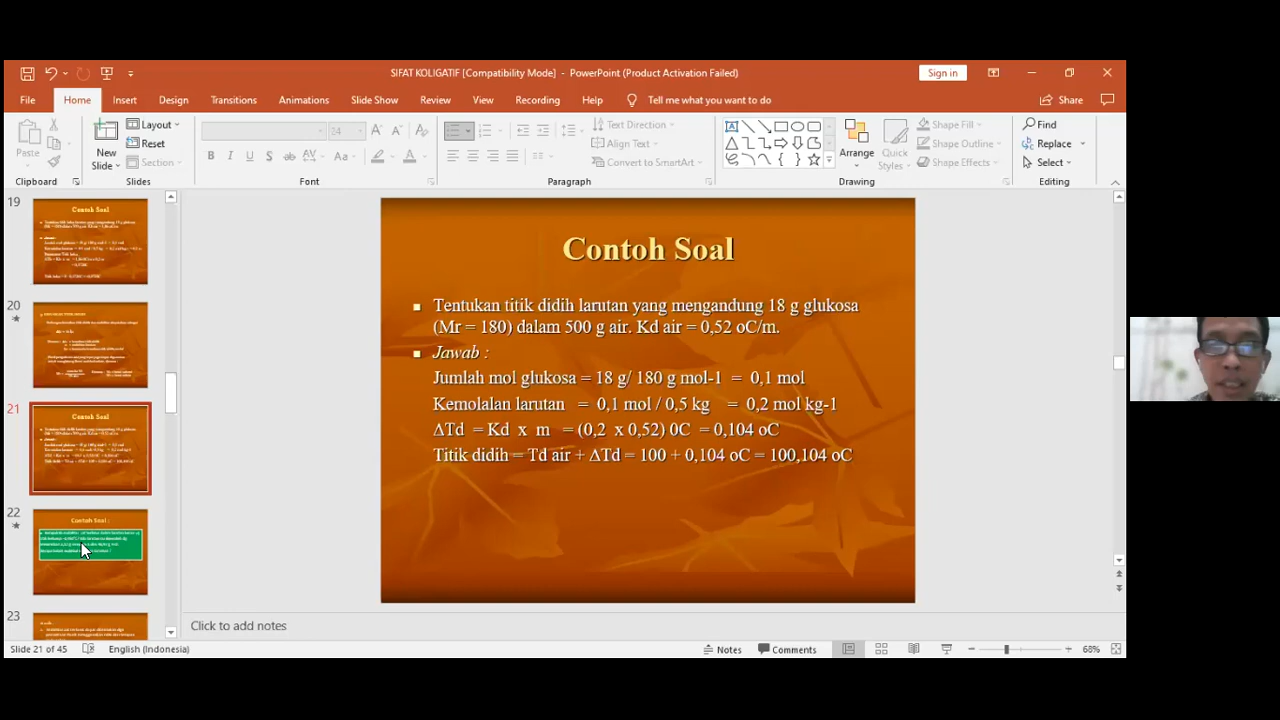 SIFAT KOLIGATIF [Compatibility Mode] - PowerPoint (Product Activation Failed)
Sign in
File Home Insert Design Transitions Animations Slide Show Review View Recording Help Tell me what you want to do Share
Paste
New Slide
Layout
Reset
Section
24
Text Direction
Align Text
Convert to SmartArt
Arrange
Quick Styles
Shape Fill
Shape Outline
Shape Effects
Find
Replace
Select
Clipboard Slides Font Paragraph Drawing Editing
19
Contoh Soal
20
21
Contoh Soal
22
Contoh Soal :
23
Contoh Soal
Tentukan titik didih larutan yang mengandung 18 g glukosa
(Mr = 180) dalam 500 g air. Kd air = 0,52 oC/m.
Jawab :
Jumlah mol glukosa = 18 g/ 180 g mol-1 = 0,1 mol
Kemolalan larutan = 0,1 mol / 0,5 kg = 0,2 mol kg-1
ΔTd = Kd x m = (0,2 x 0,52) 0C = 0,104 oC
Titik didih = Td air + ΔTd = 100 + 0,104 oC = 100,104 oC
Click to add notes
Slide 21 of 45 English (Indonesia) Notes Comments 68%